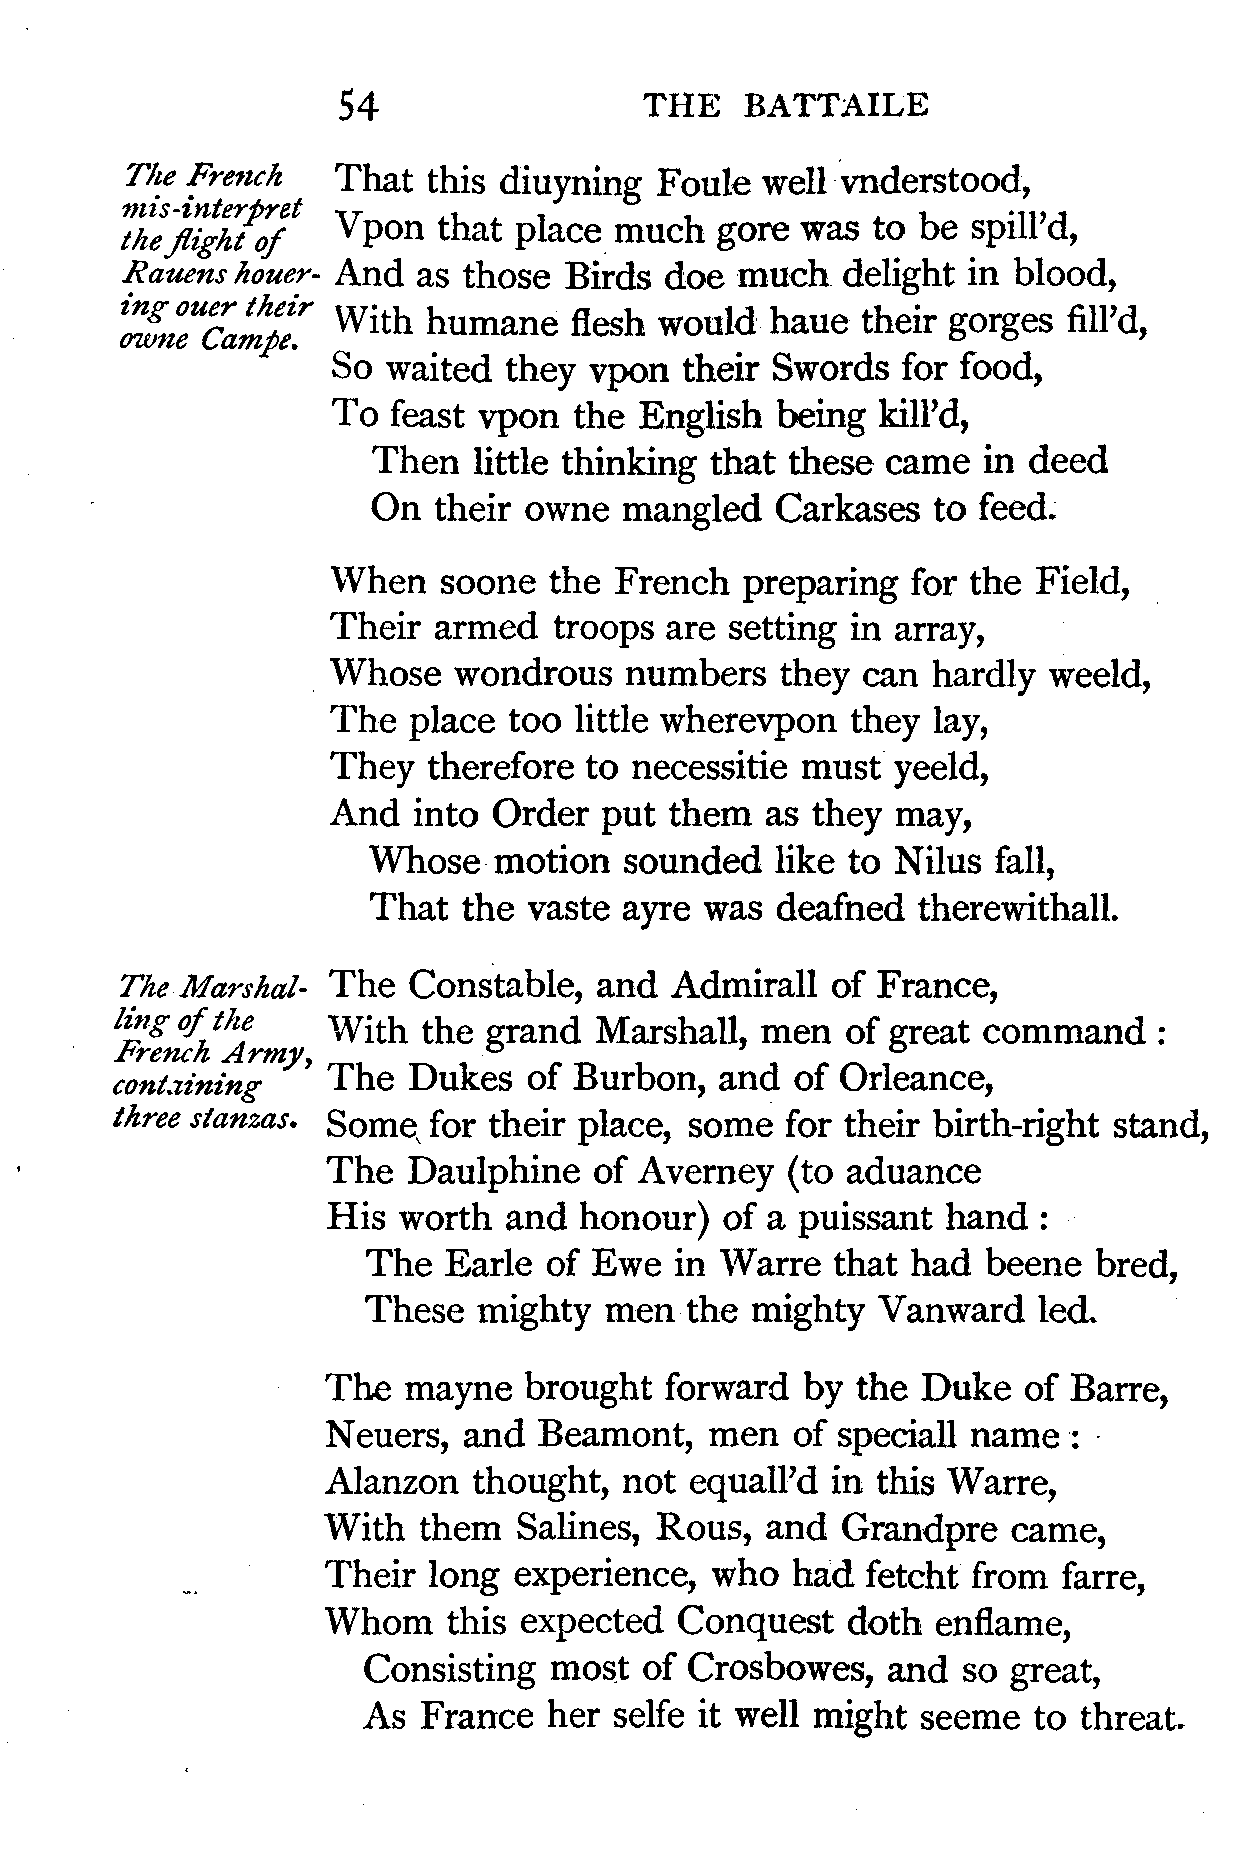 54 THE BATTAILE
The French
mis-interpret
the flight of
Rauens houer-
ing ouer their
owne Campe.
That this diuyning Foule well vnderstood,
Vpon that place much gore was to be spill'd,
And as those Birds doe much delight in blood,
With humane flesh would haue their gorges fill'd,
So waited they vpon their Swords for food,
To feast vpon the English being kill'd,
Then little thinking that these came in deed
On their owne mangled Carkases to feed.
When soone the French preparing for the Field,
Their armed troops are setting in array,
Whose wondrous numbers they can hardly weeld,
The place too little wherevpon they lay,
They therefore to necessitie must yeeld,
And into Order put them as they may,
Whose motion sounded like to Nilus fall,
That the vaste ayre was deafned therewithall.
The Marshal-
ling of the
French Army,
containing
three stanzas.
The Constable, and Admirall of France,
With the grand Marshall, men of great command :
The Dukes of Burbon, and of Orleance,
Some for their place, some for their birth-right stand,
The Daulphine of Averney (to aduance
His worth and honour) of a puissant hand :
The Earle of Ewe in Warre that had beene bred,
These mighty men the mighty Vanward led.
The mayne brought forward by the Duke of Barre,
Neuers, and Beamont, men of speciall name :
Alanzon thought, not equall'd in this Warre,
With them Salines, Rous, and Grandpre came,
Their long experience, who had fetcht from farre,
Whom this expected Conquest doth enflame,
Consisting most of Crosbowes, and so great,
As France her selfe it well might seeme to threat.